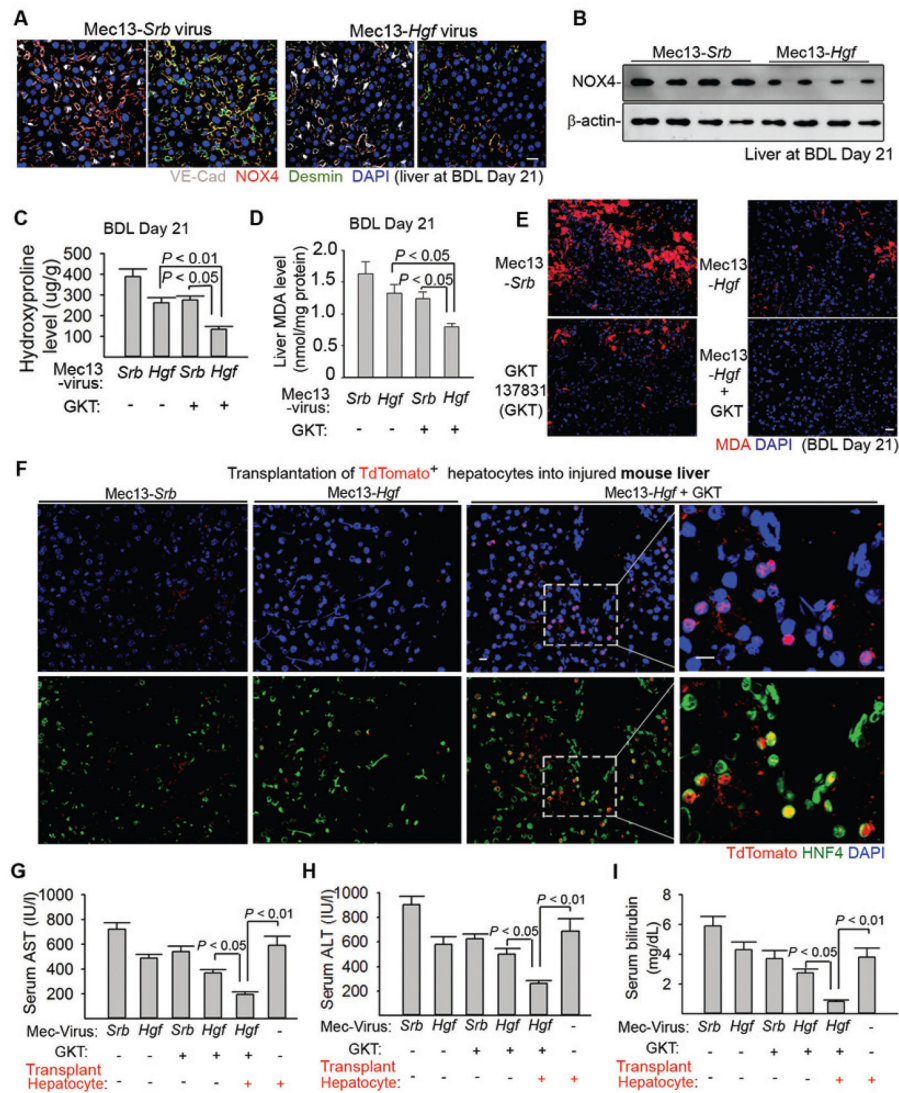 A
Mec13-Srb virus
Mec13-Hgf virus
VE-Cad NOX4 Desmin DAPI (liver at BDL Day 21)
B
Mec13-Srb
Mec13-Hgf
NOX4-
β-actin-
Liver at BDL Day 21
C
BDL Day 21
Hydroxyproline
level (ug/g)
500
400
300
200
100
P < 0.01
P < 0.05
Mec13
-virus:
Srb Hgf Srb Hgf
GKT: - - + +
D
BDL Day 21
Liver MDA level
(nmol/mg protein)
2.0
1.5
1.0
0.5
0
P < 0.05
P < 0.05
Mec13
-virus:
Srb Hgf Srb Hgf
GKT: - - + +
E
Mec13
-Srb
Mec13
-Hgf
GKT
137831
(GKT)
Mec13
-Hgf
+
GKT
MDA DAPI (BDL Day 21)
F
Transplantation of TdTomato+ hepatocytes into injured mouse liver
Mec13-Srb
Mec13-Hgf
Mec13-Hgf + GKT
TdTomato HNF4 DAPI
G
Serum AST (IU/l)
1000
800
600
400
200
P < 0.05
P < 0.01
Mec-Virus: Srb Hgf Srb Hgf Hgf -
GKT: - - + + + -
Transplant
Hepatocyte: - - - - + +
H
Serum ALT (IU/l)
1000
800
600
400
200
P < 0.05
P < 0.01
Mec-Virus: Srb Hgf Srb Hgf Hgf -
GKT: - - + + + -
Transplant
Hepatocyte: - - - - + +
I
Serum bilirubin
(mg/dL)
8
6
4
2
P < 0.05
P < 0.01
Mec-Virus: Srb Hgf Srb Hgf Hgf -
GKT: - - + + + -
Transplant
Hepatocyte: - - - - + +